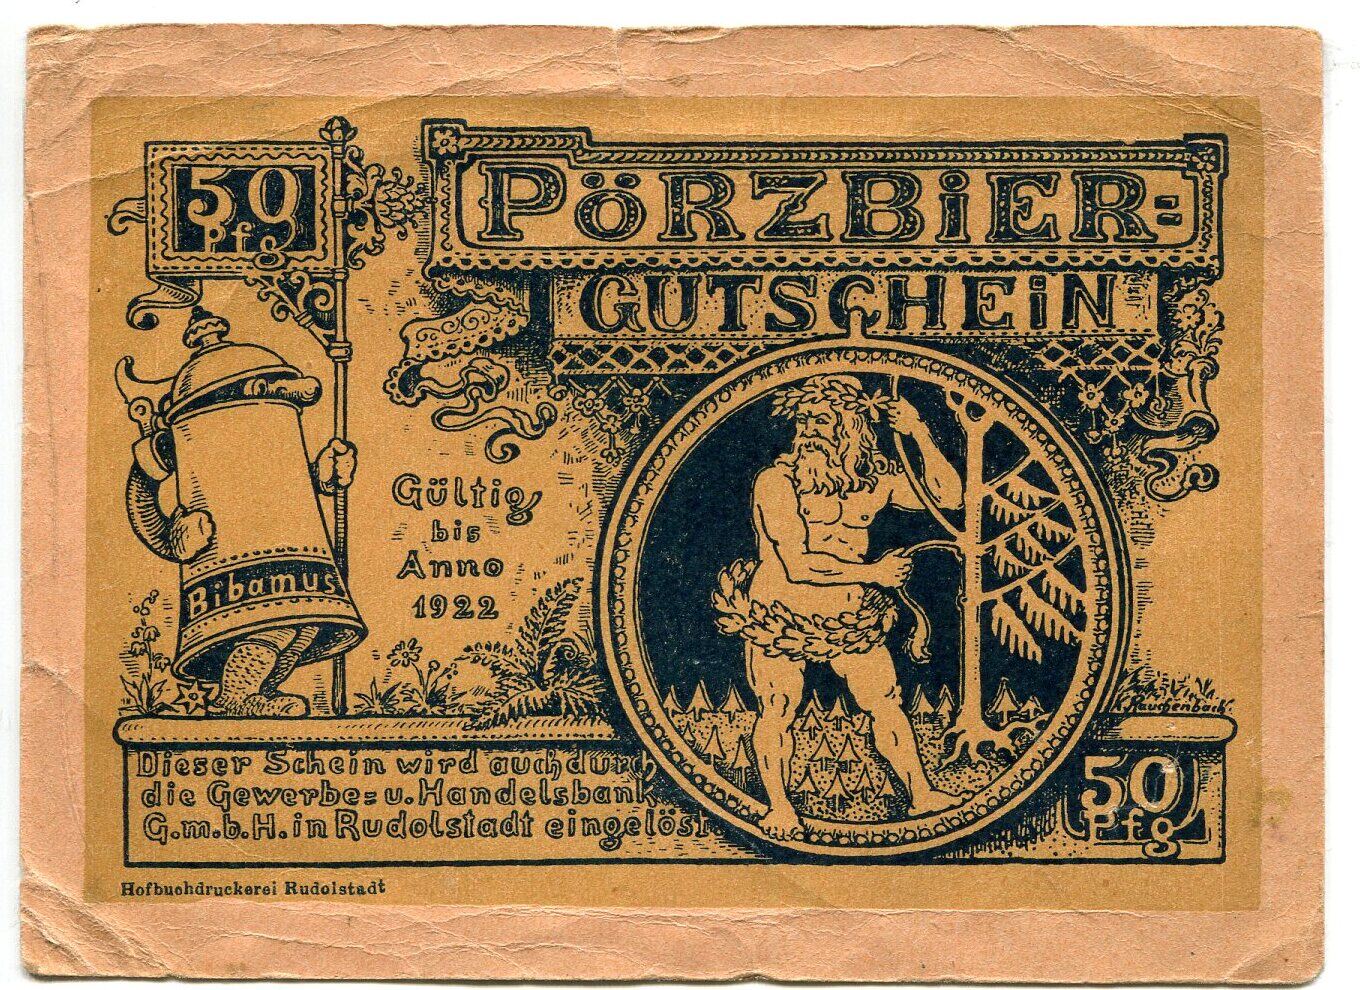 50
Pfg
PöRZBiER=
GUTSCHEiN
Gültig
bis
Anno
1922
Bibamus
K. Rauschenbach.
Dieser Schein wird auch durch
die Gewerbe= u. Handelsbank
G.m.b.H. in Rudolstadt eingelöst
50
Pfg
Hofbuchdruckerei Rudolstadt